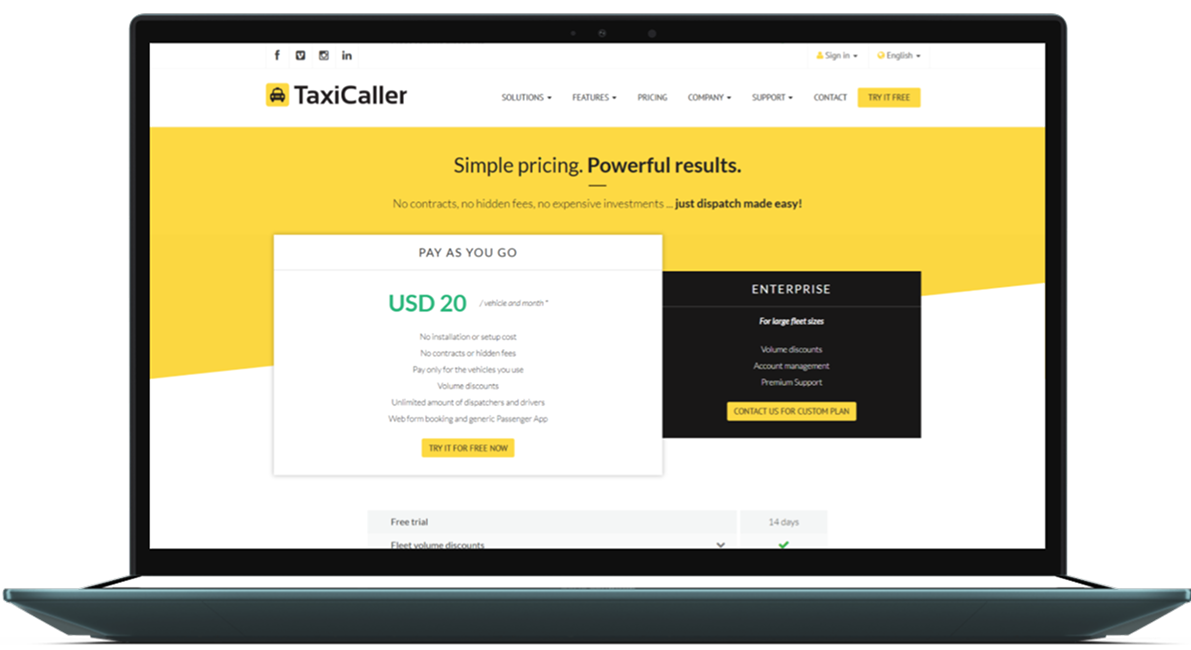 Sign in
English
TaxiCaller
SOLUTIONS
FEATURES
PRICING
COMPANY
SUPPORT
CONTACT
TRY IT FREE
Simple pricing. Powerful results.
No contracts, no hidden fees, no expensive investments ... just dispatch made easy!
PAY AS YOU GO
USD 20 / vehicle and month *
No installation or setup cost
No contracts or hidden fees
Pay only for the vehicles you use
Volume discounts
Unlimited amount of dispatchers and drivers
Web form booking and generic Passenger App
TRY IT FOR FREE NOW
ENTERPRISE
For large fleet sizes
Volume discounts
Account management
Premium Support
CONTACT US FOR CUSTOM PLAN
Free trial 14 days
Fleet volume discounts